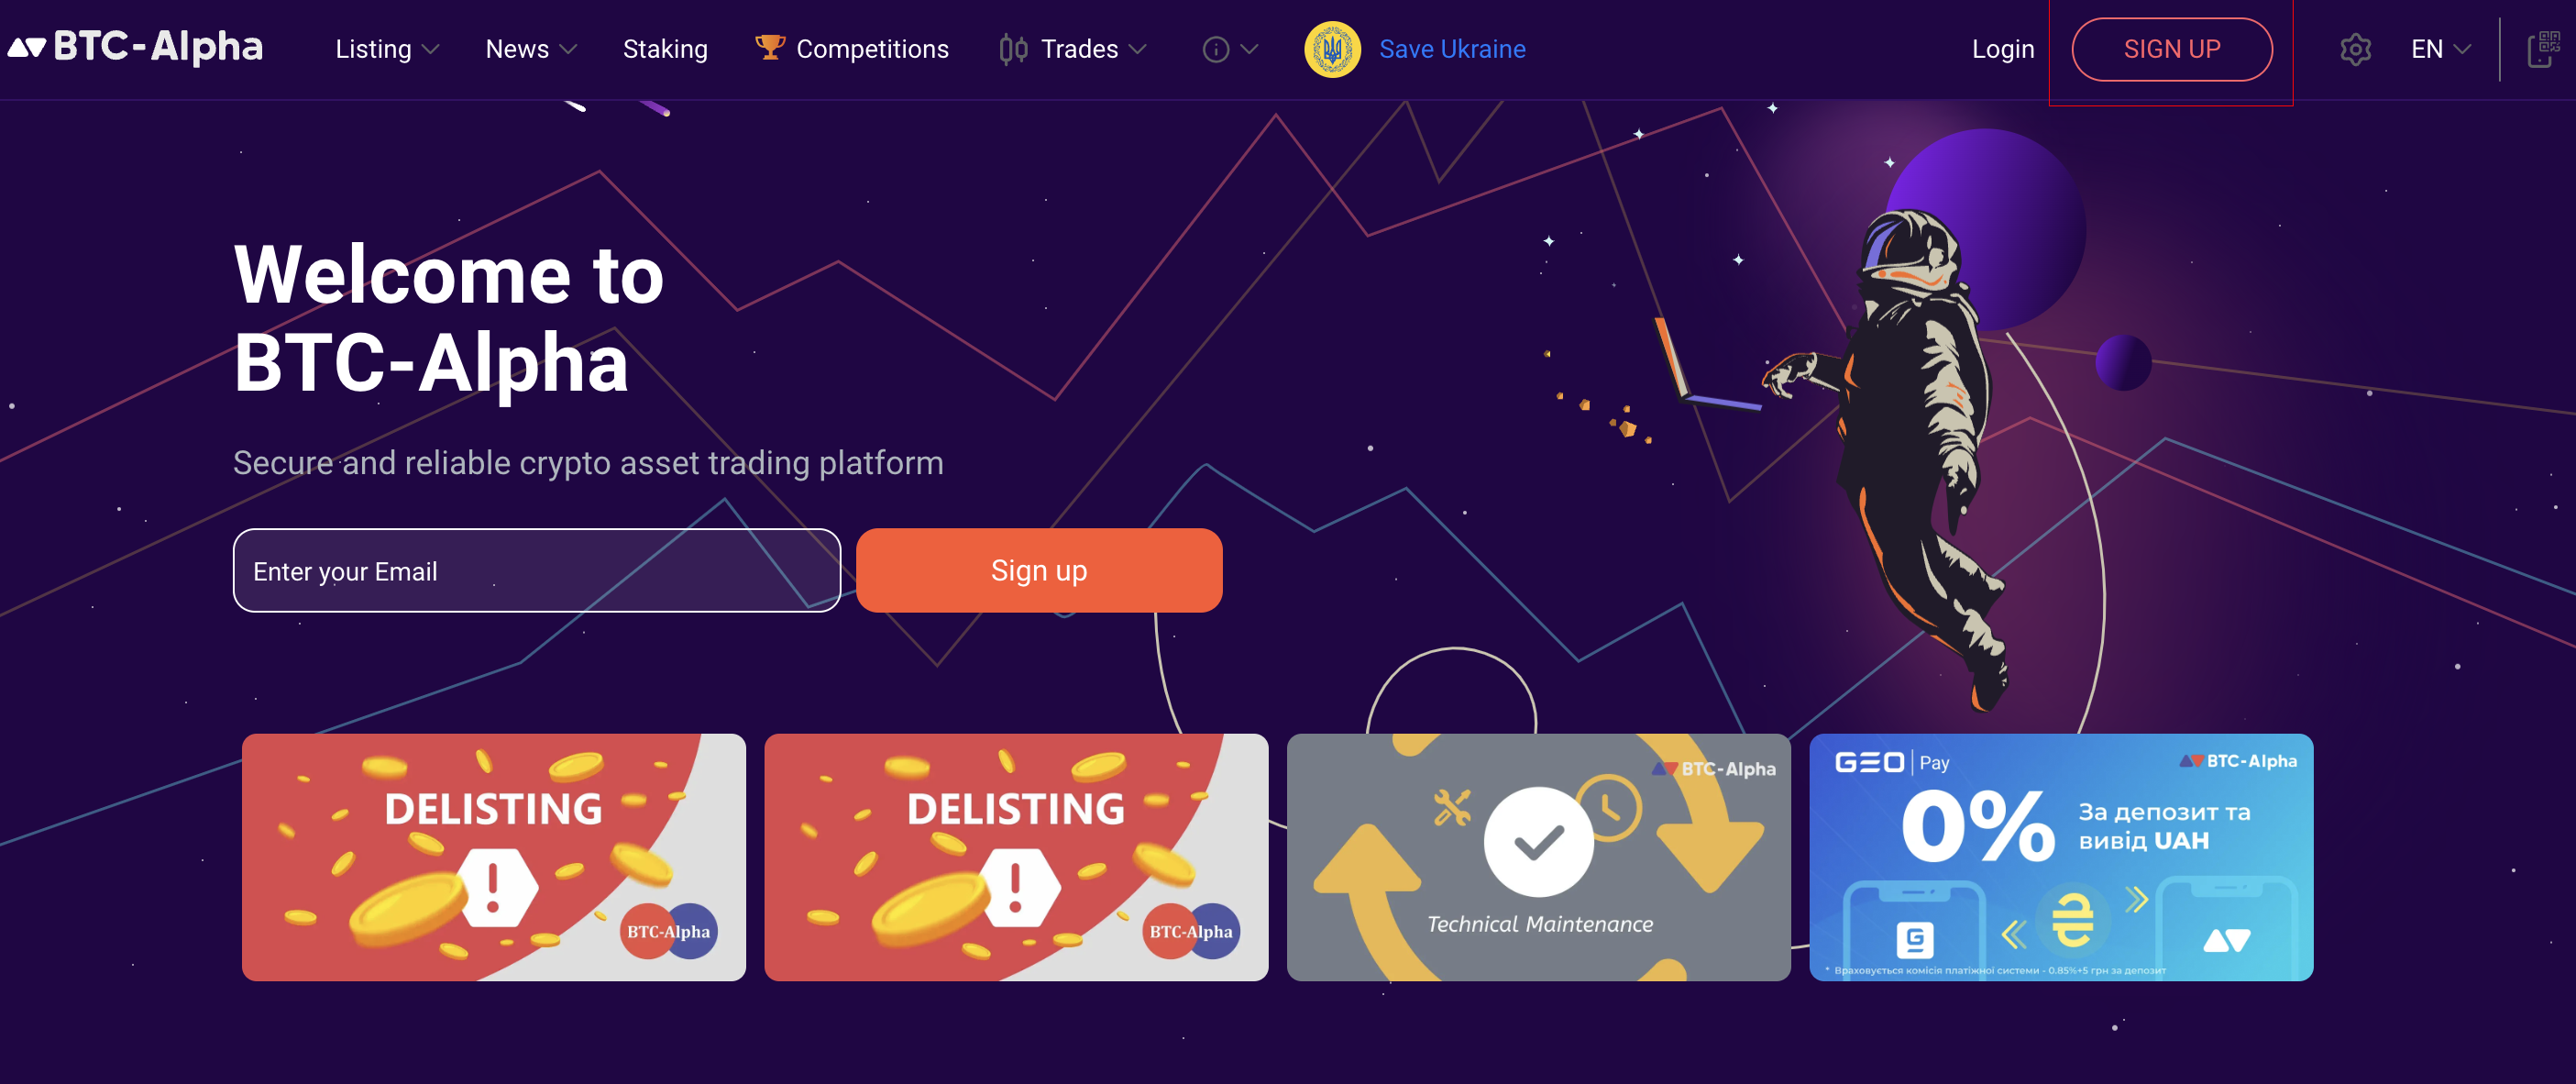 BTC-Alpha
Listing
News
Staking
Competitions
Trades
Save Ukraine
Login
SIGN UP
EN
Welcome to
BTC-Alpha
Secure and reliable crypto asset trading platform
Enter your Email
Sign up
DELISTING
!
BTC-Alpha
DELISTING
!
BTC-Alpha
BTC-Alpha
Technical Maintenance
GEO Pay
BTC-Alpha
0%
За депозит та
вивід UAH
₴
* Враховується комісія платіжної системи - 0.85%+5 грн за депозит